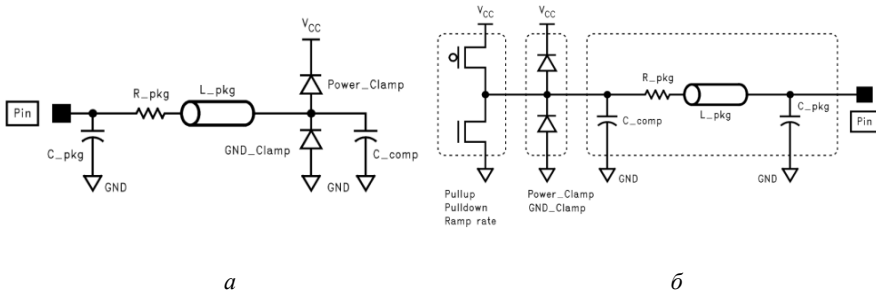 V_CC
Power_Clamp
R_pkg
L_pkg
Pin
C_pkg
GND
GND_Clamp
GND
C_comp
а
V_CC
V_CC
R_pkg
L_pkg
C_comp
C_pkg
Pin
GND
GND
Pullup
Pulldown
Ramp rate
Power_Clamp
GND_Clamp
б